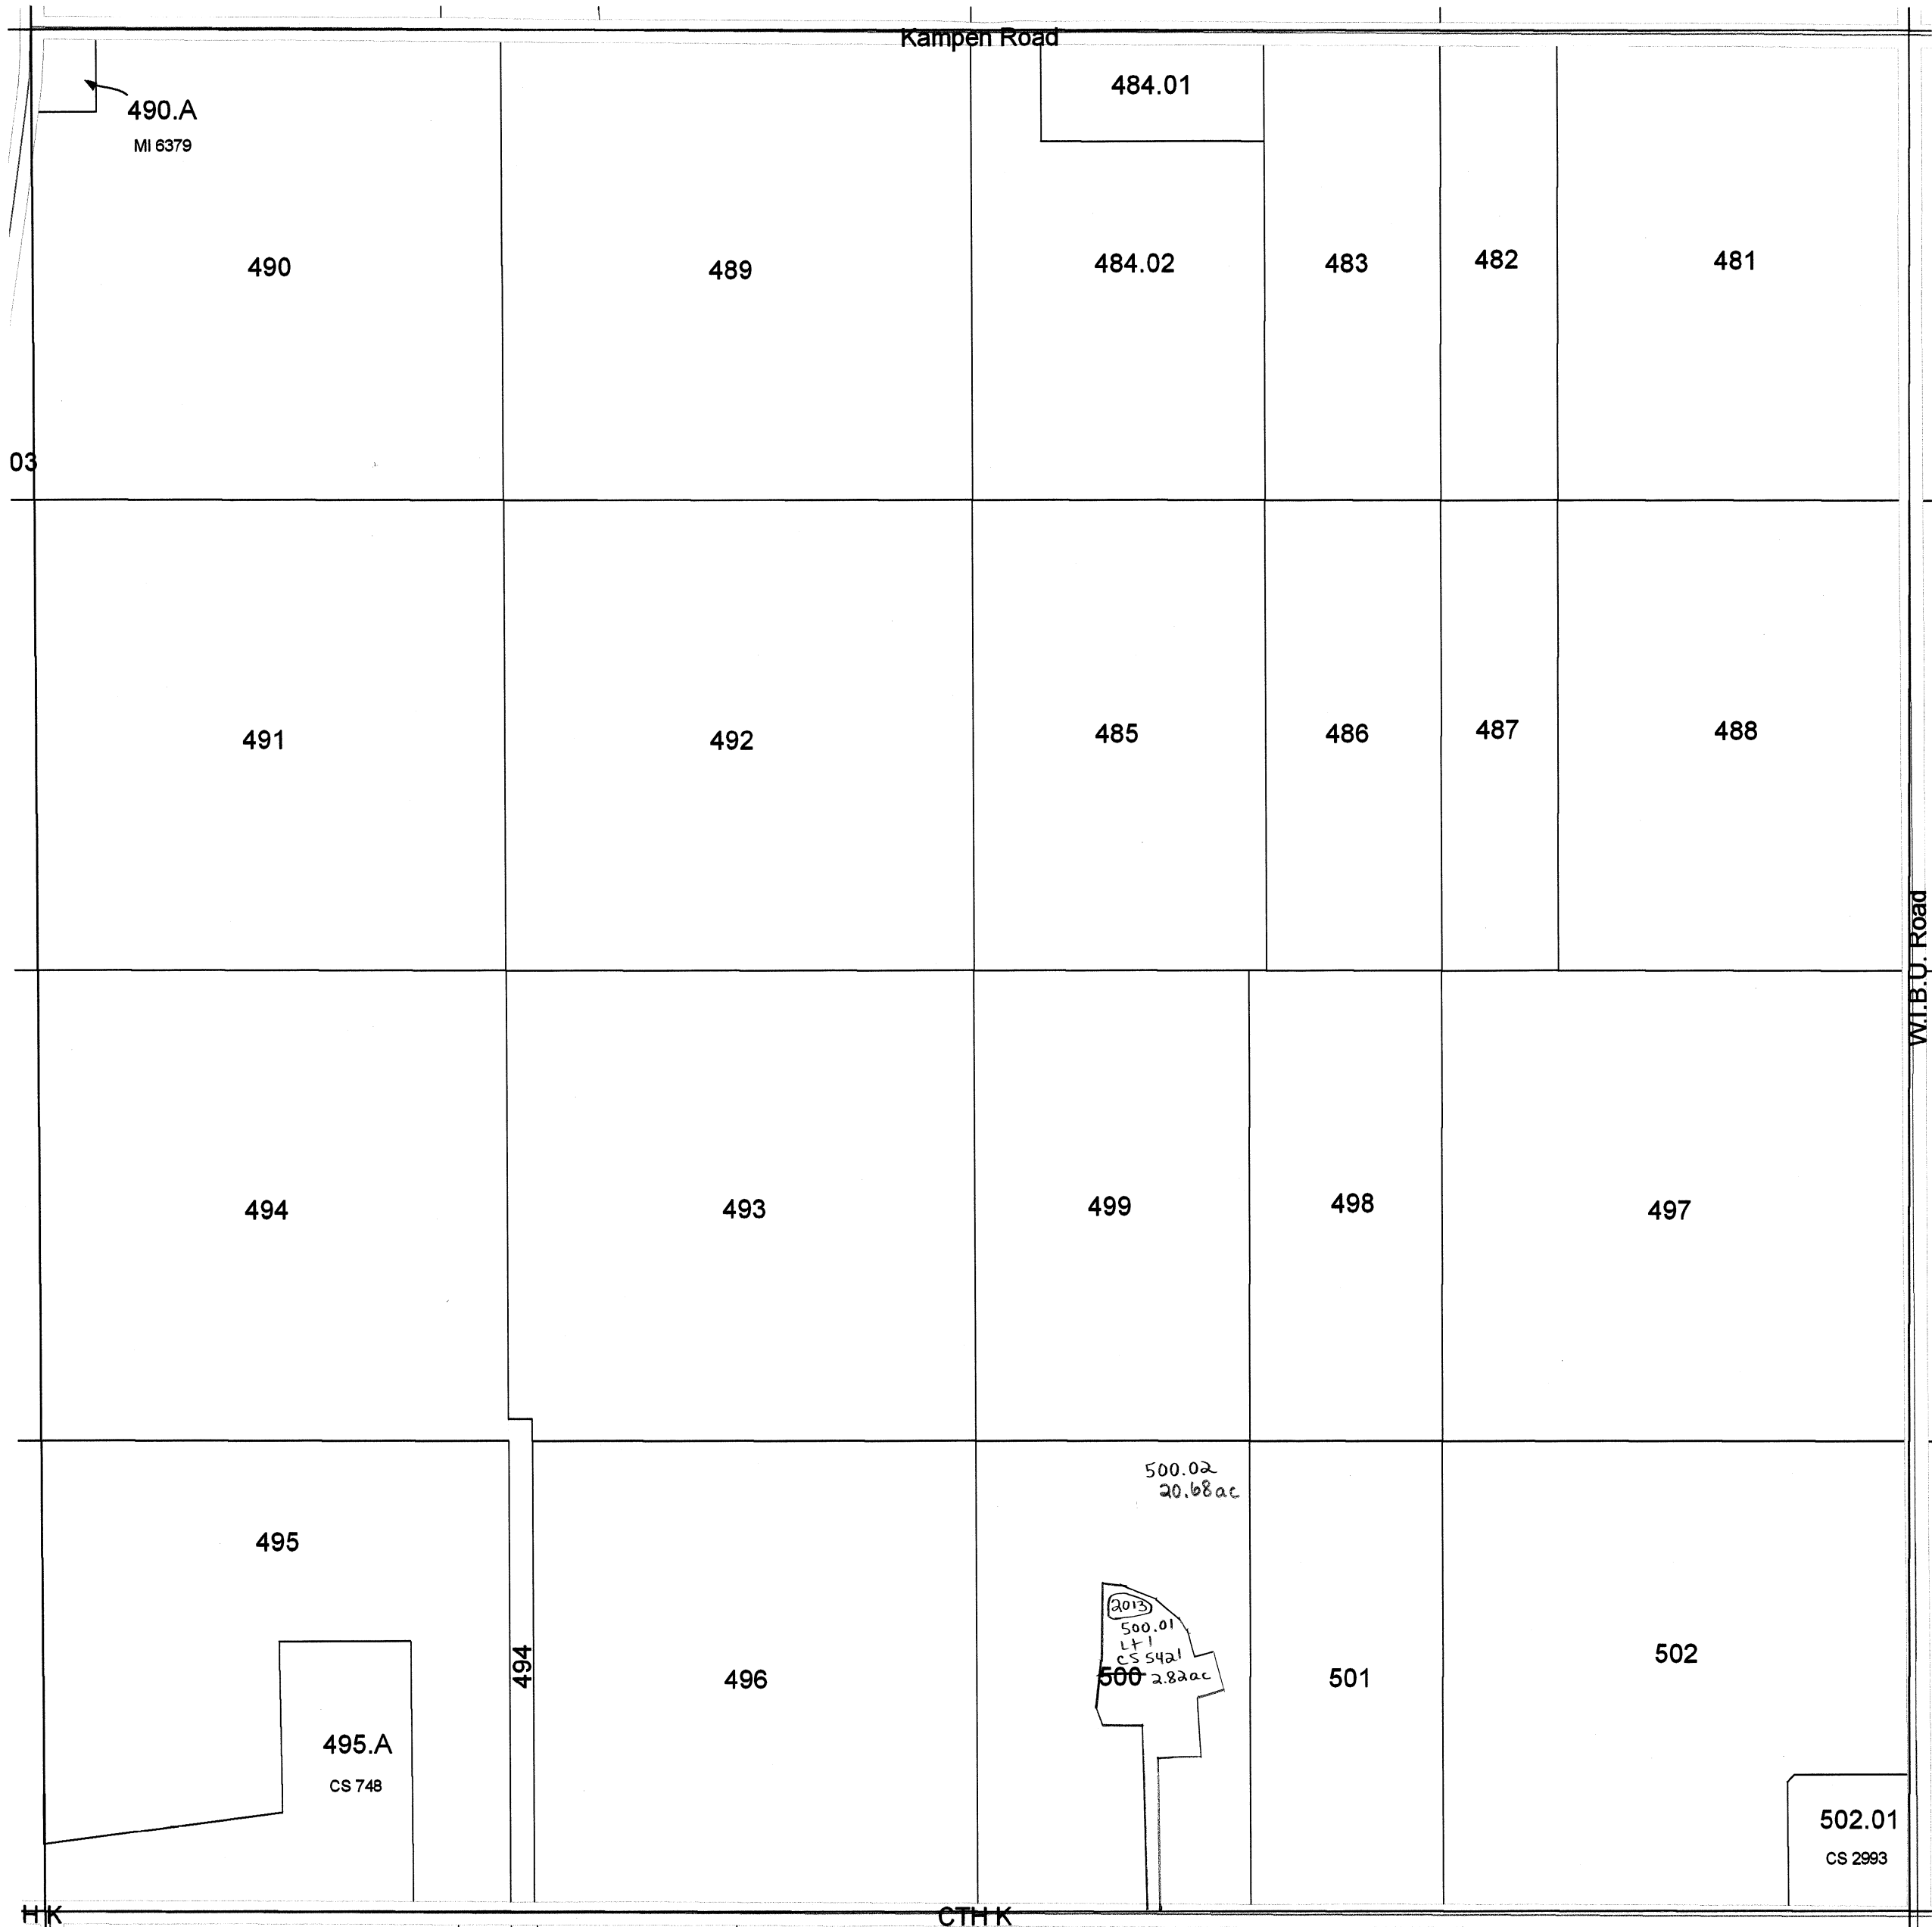 Kampen Road
484.01
490.A
MI 6379
490
489
484.02
483
482
481
03
491
492
485
486
487
488
W.I.B.U. Road
494
493
499
498
497
500.02
20.68ac
495
2013
500.01
Lt 1
CS 5421
500 2.82ac
494
496
501
502
495.A
CS 748
502.01
CS 2993
H K
CTH K